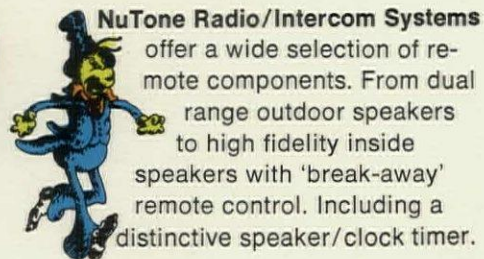 NuTone Radio/Intercom Systems
offer a wide selection of re-
mote components. From dual
range outdoor speakers
to high fidelity inside
speakers with 'break-away'
remote control. Including a
distinctive speaker/clock timer.